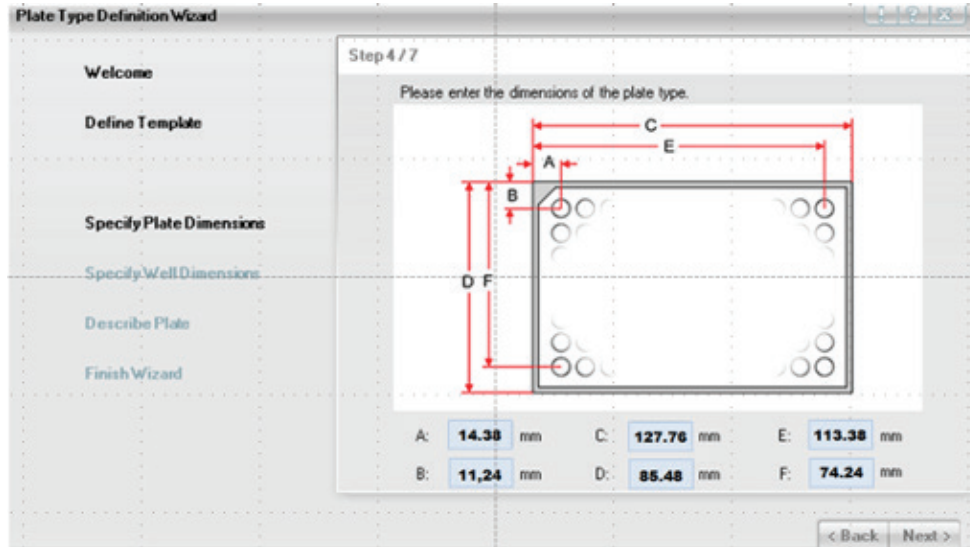 Plate Type Definition Wizard
Welcome
Define Template
Specify Plate Dimensions
Specify Well Dimensions
Describe Plate
Finish Wizard
Step 4 / 7
Please enter the dimensions of the plate type.
C
E
A
B
D F
A: 14.38 mm C: 127.76 mm E: 113.38 mm
B: 11,24 mm D: 85.48 mm F: 74.24 mm
< Back Next >